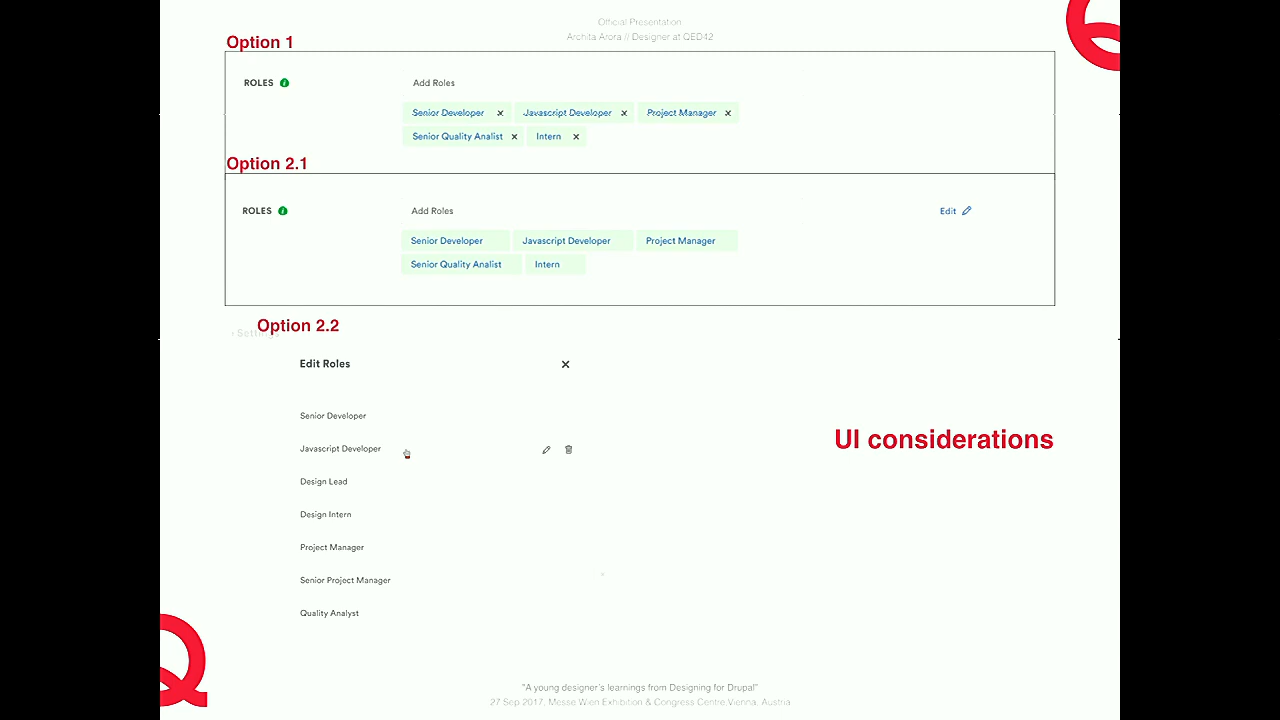 Official Presentation
Archita Arora // Designer at QED42
Option 1
ROLES i Add Roles
Senior Developer × Javascript Developer × Project Manager ×
Senior Quality Analist × Intern ×
Option 2.1
ROLES i Add Roles Edit
Senior Developer Javascript Developer Project Manager
Senior Quality Analist Intern
Option 2.2
‹ Settings
Edit Roles ×
Senior Developer
Javascript Developer
UI considerations
Design Lead
Design Intern
Project Manager
Senior Project Manager
Quality Analyst
"A young designer's learnings from Designing for Drupal"
27 Sep 2017, Messe Wien Exhibition & Congress Centre, Vienna, Austria